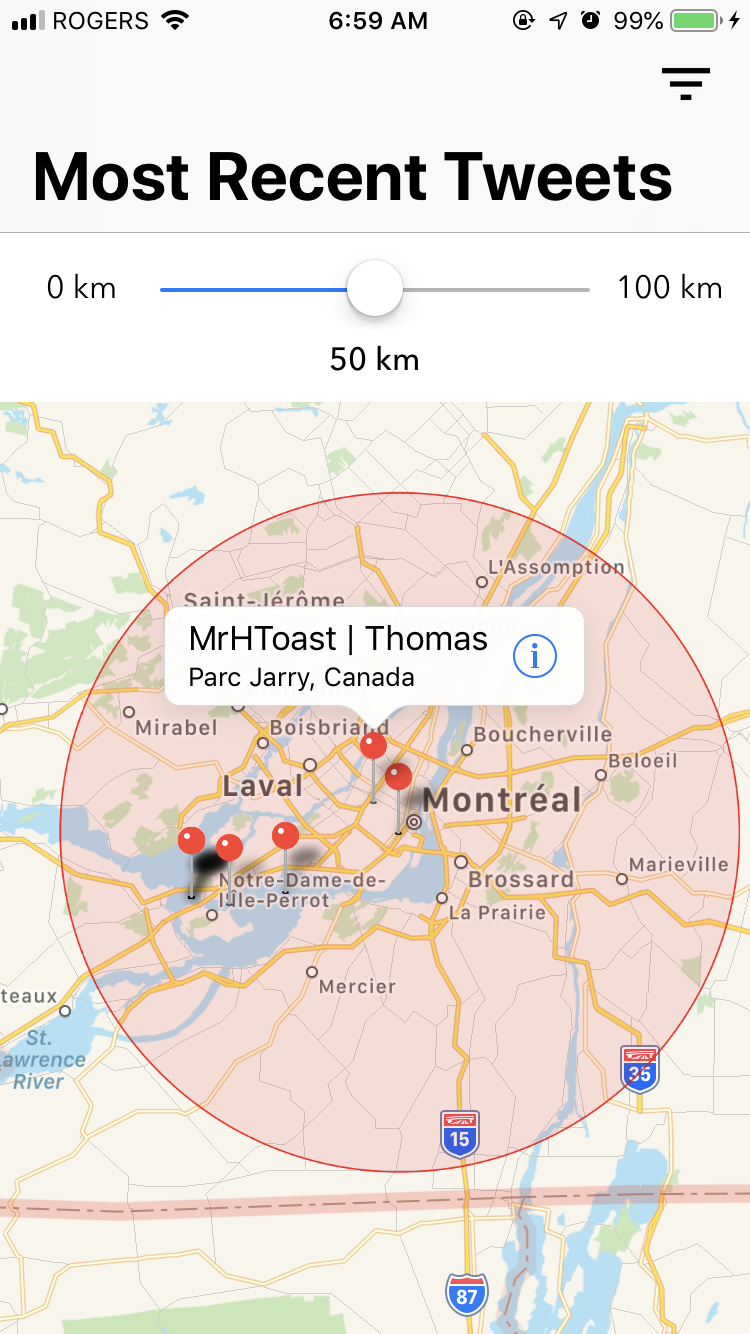 ROGERS 6:59 AM 99%
Most Recent Tweets
0 km 100 km
50 km
L'Assomption
Saint-Jérôme
MrHToast | Thomas
Parc Jarry, Canada
Mirabel
Boisbriand
Boucherville
Beloeil
Laval
Montréal
Marieville
Notre-Dame-de-
l'Île-Perrot
Brossard
La Prairie
Mercier
teaux
St.
awrence
River
35
15
87